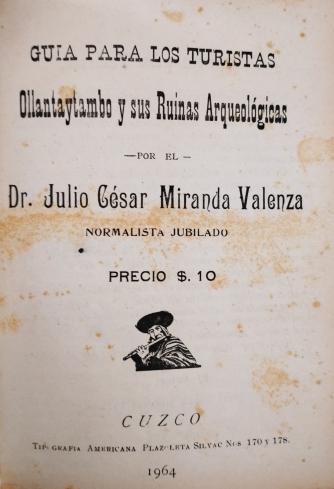 GUIA PARA LOS TURISTAS
Ollantaytambo y sus Ruinas Arqueológicas
—POR EL—
Dr. Julio César Miranda Valenza
NORMALISTA JUBILADO
PRECIO $. 10
CUZCO
TIPOGRAFIA AMERICANA PLAZOLETA SILVAC Nos 170 y 178.
1964